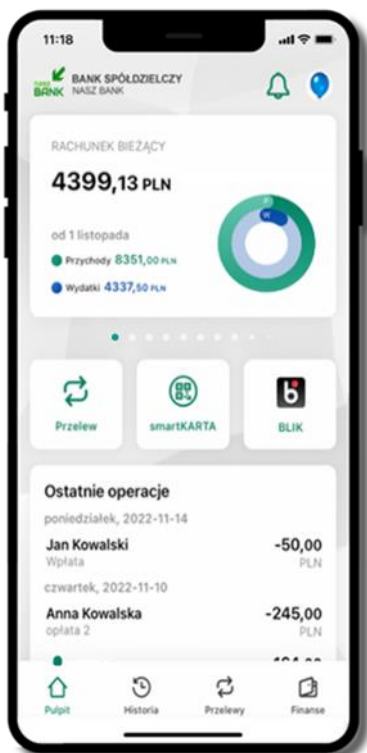 11:18
nasz BANK
BANK SPÓŁDZIELCZY
NASZ BANK
RACHUNEK BIEŻĄCY
4399,13 PLN
od 1 listopada
Przychody 8351,00 PLN
Wydatki 4337,50 PLN
P
W
Przelew
smartKARTA
BLIK
Ostatnie operacje
poniedziałek, 2022-11-14
Jan Kowalski -50,00
Wpłata PLN
czwartek, 2022-11-10
Anna Kowalska -245,00
opłata 2 PLN
Pulpit
Historia
Przelewy
Finanse